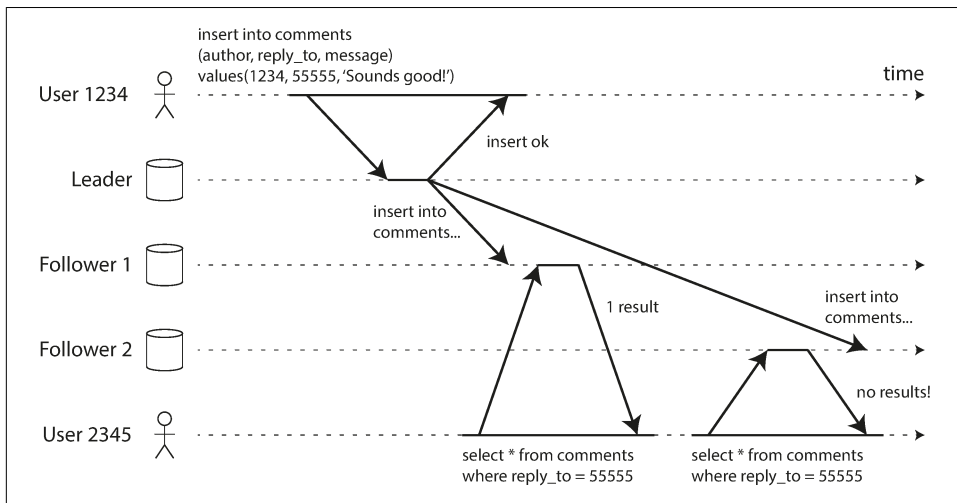 insert into comments
(author, reply_to, message)
values(1234, 55555, ‘Sounds good!’)
time
User 1234
insert ok
Leader
insert into
comments...
Follower 1
1 result
insert into
comments...
Follower 2
no results!
User 2345
select * from comments
where reply_to = 55555
select * from comments
where reply_to = 55555